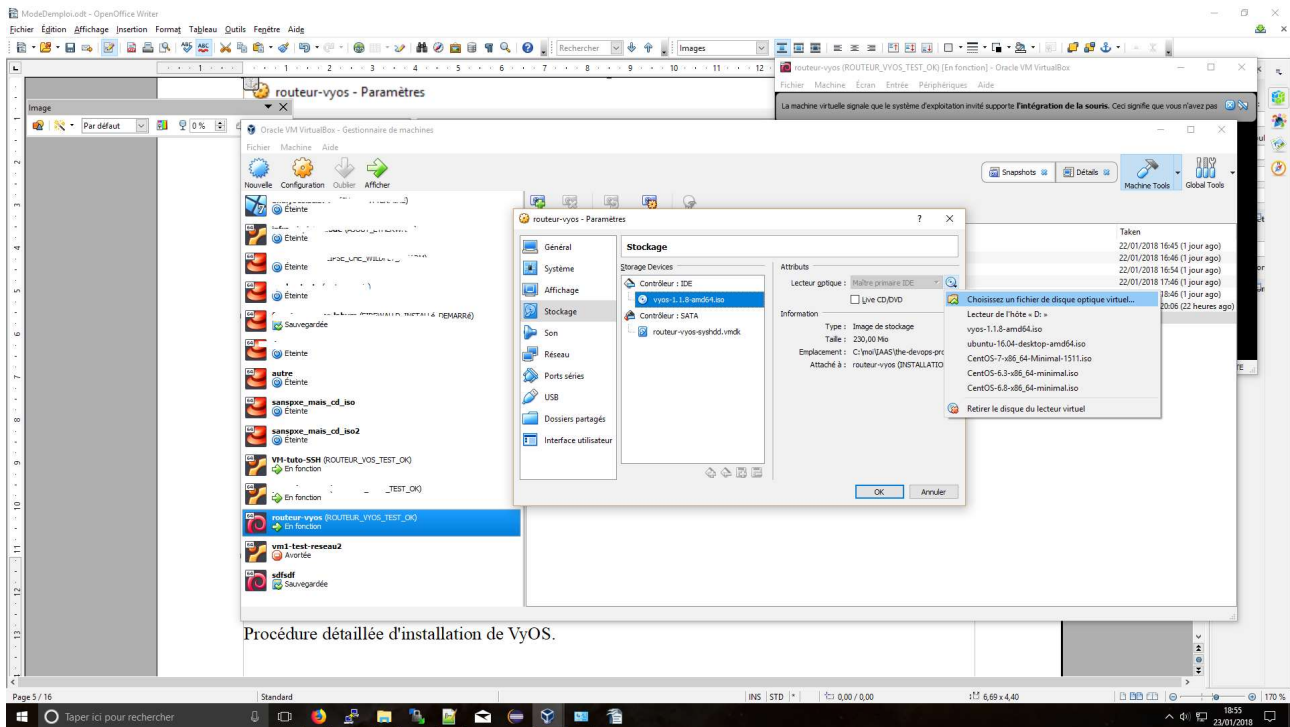 ModeDemploi.odt - OpenOffice Writer
Fichier Édition Affichage Insertion Format Tableau Outils Fenêtre Aide
Rechercher
Images
routeur-vyos - Paramètres
Image
Par défaut
0 %
routeur-vyos (ROUTEUR_VYOS_TEST_OK) [En fonction] - Oracle VM VirtualBox
Fichier Machine Écran Entrée Périphériques Aide
La machine virtuelle signale que le système d'exploitation invité supporte l'intégration de la souris. Ceci signifie que vous n'avez pas
Oracle VM VirtualBox - Gestionnaire de machines
Fichier Machine Aide
Nouvelle Configuration Oublier Afficher
Snapshots
Détails
Machine Tools
Global Tools
Éteinte
Éteinte
Éteinte
Éteinte
Sauvegardée
Éteinte
autre
Éteinte
sanspxe_mais_cd_iso
Éteinte
sanspxe_mais_cd_iso2
Éteinte
VM-tuto-SSH (ROUTEUR_VOS_TEST_OK)
En fonction
_TEST_OK)
En fonction
routeur-vyos (ROUTEUR_VYOS_TEST_OK)
En fonction
vm1-test-reseau2
Avortée
sdfsdf
Sauvegardée
Taken
22/01/2018 16:45 (1 jour ago)
22/01/2018 16:46 (1 jour ago)
22/01/2018 16:54 (1 jour ago)
22/01/2018 17:46 (1 jour ago)
18:46 (1 jour ago)
20:06 (22 heures ago)
routeur-vyos - Paramètres
Général
Système
Affichage
Stockage
Son
Réseau
Ports séries
USB
Dossiers partagés
Interface utilisateur
Stockage
Storage Devices
Contrôleur : IDE
vyos-1.1.8-amd64.iso
Contrôleur : SATA
routeur-vyos-syshdd.vmdk
Attributs
Lecteur optique : Maître primaire IDE
Live CD/DVD
Information
Type : Image de stockage
Taille : 230,00 Mio
Emplacement : C:\moi\IAAS\the-devops-pro
Attaché à : routeur-vyos (INSTALLATIO
OK
Annuler
Choisissez un fichier de disque optique virtuel...
Lecteur de l'hôte « D: »
vyos-1.1.8-amd64.iso
ubuntu-16.04-desktop-amd64.iso
CentOS-7-x86_64-Minimal-1511.iso
CentOS-6.3-x86_64-minimal.iso
CentOS-6.8-x86_64-minimal.iso
Retirer le disque du lecteur virtuel
Procédure détaillée d'installation de VyOS.
Page 5 / 16
Standard
INS STD *
0,00 / 0,00
6,69 x 4,40
170 %
Taper ici pour rechercher
18:55
23/01/2018